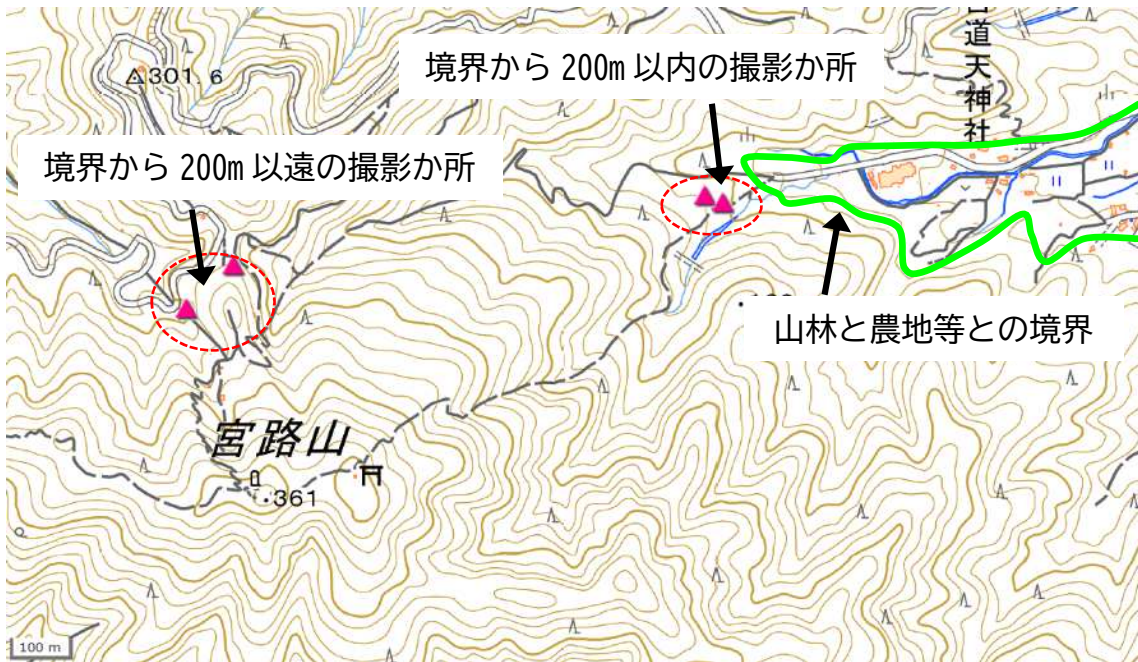 301.6
境界から 200m 以内の撮影か所
道天神社
境界から 200m 以遠の撮影か所
山林と農地等との境界
宮路山
361
100 m